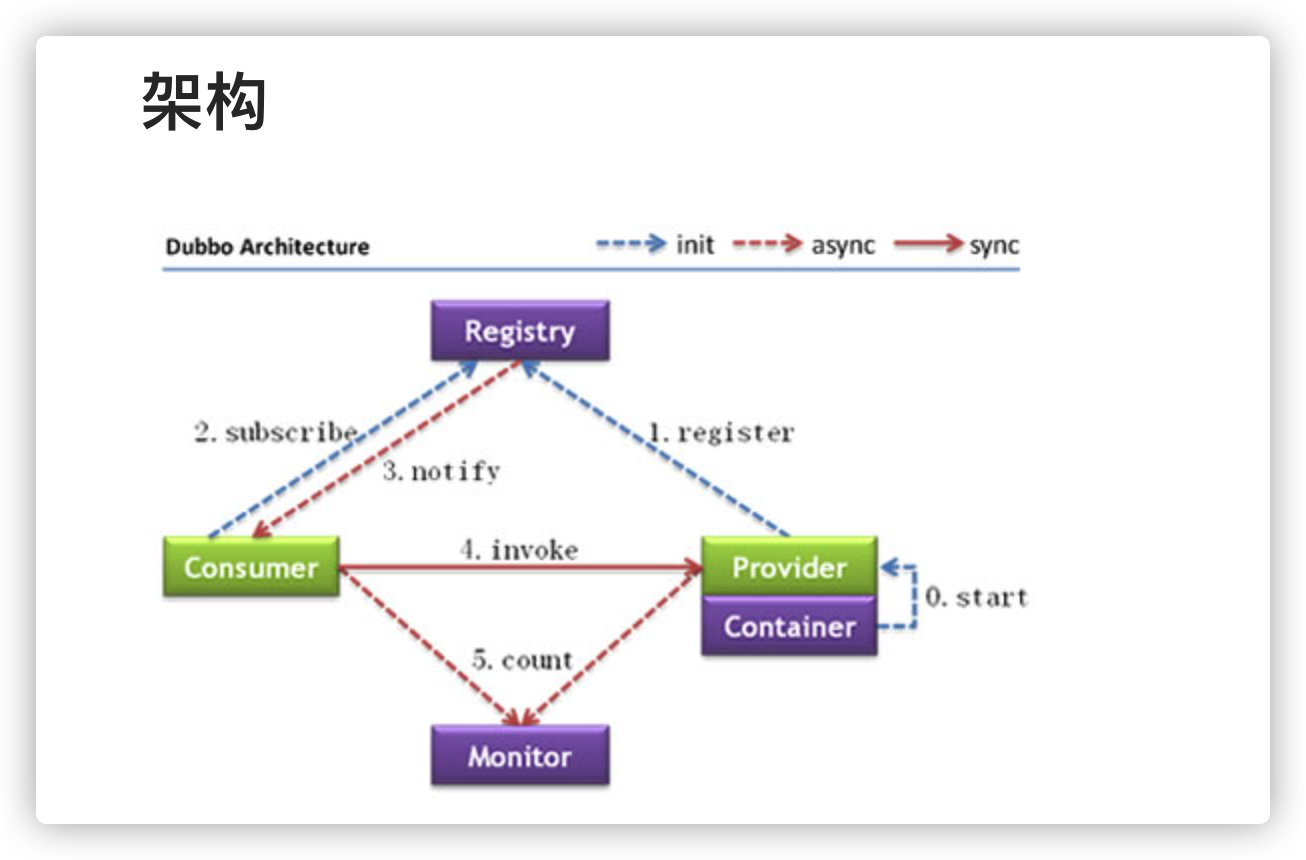 架构
Dubbo Architecture
init
async
sync
Registry
2. subscribe
1. register
3. notify
4. invoke
Consumer
Provider
0. start
Container
5. count
Monitor